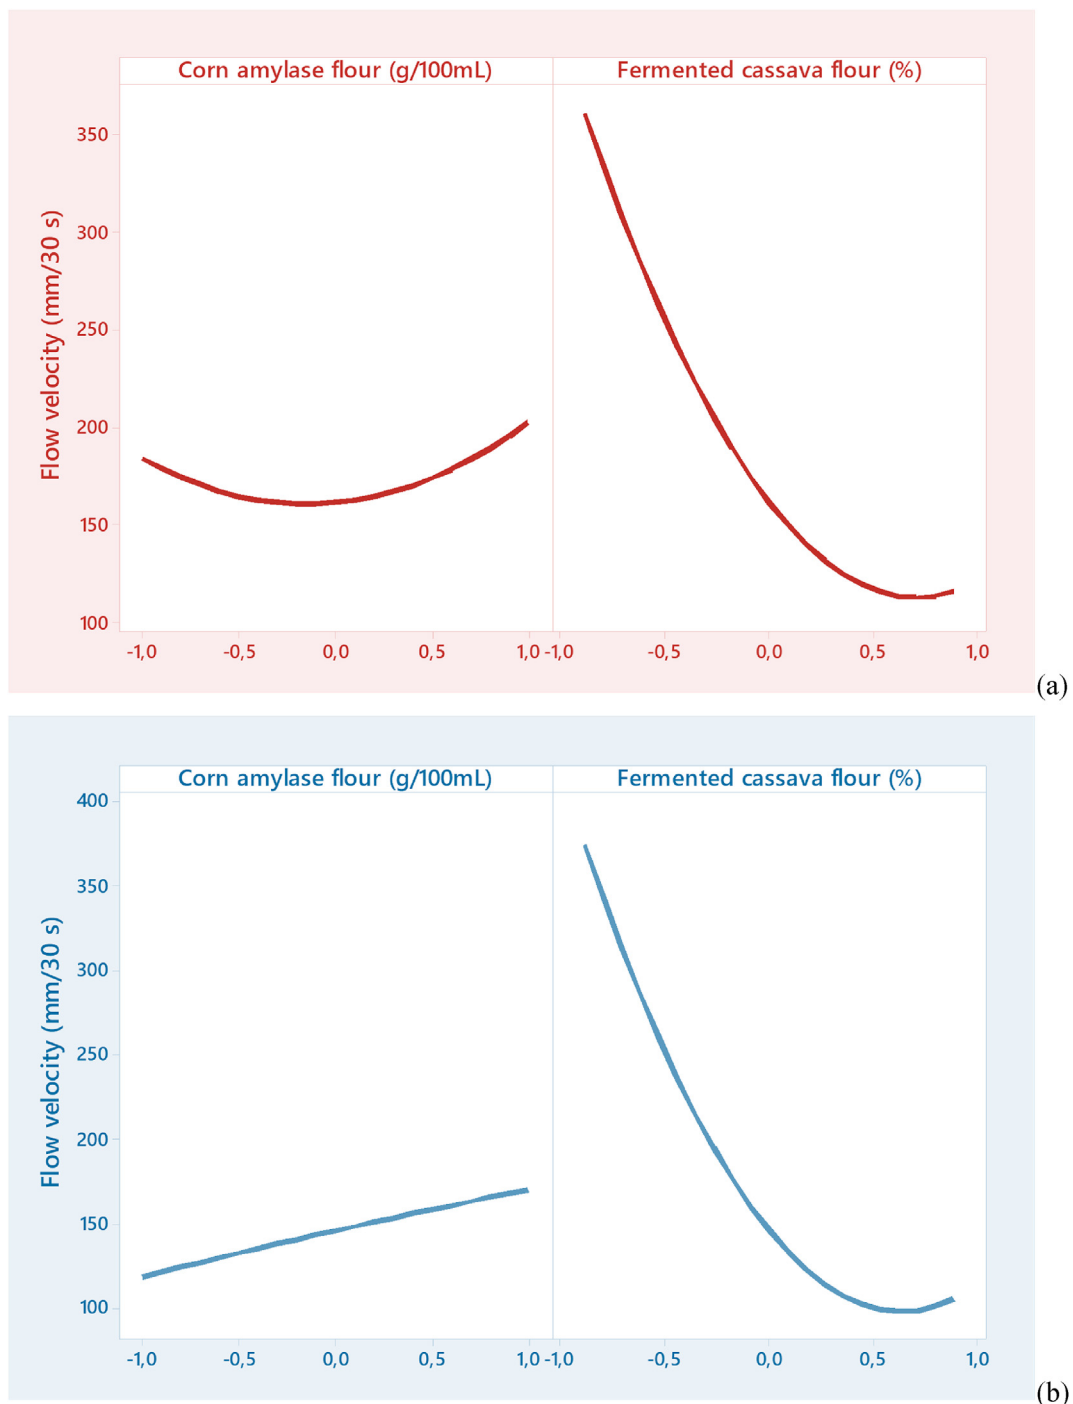 Corn amylase flour (g/100mL) Fermented cassava flour (%)
350
300
250
200
150
100
Flow velocity (mm/30 s)
-1,0 -0,5 0,0 0,5 1,0 -1,0 -0,5 0,0 0,5 1,0
(a)
Corn amylase flour (g/100mL) Fermented cassava flour (%)
400
350
300
250
200
150
100
Flow velocity (mm/30 s)
-1,0 -0,5 0,0 0,5 1,0 -1,0 -0,5 0,0 0,5 1,0
(b)